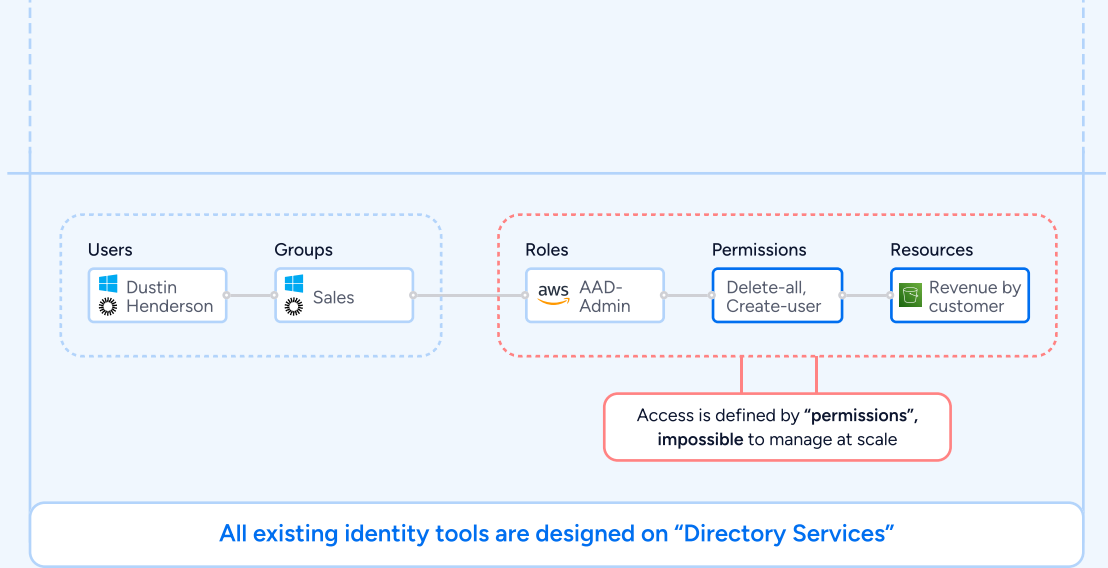 Users
Groups
Roles
Permissions
Resources
Dustin
Henderson
Sales
aws
AAD-
Admin
Delete-all,
Create-user
Revenue by
customer
Access is defined by “permissions”,
impossible to manage at scale
All existing identity tools are designed on “Directory Services”